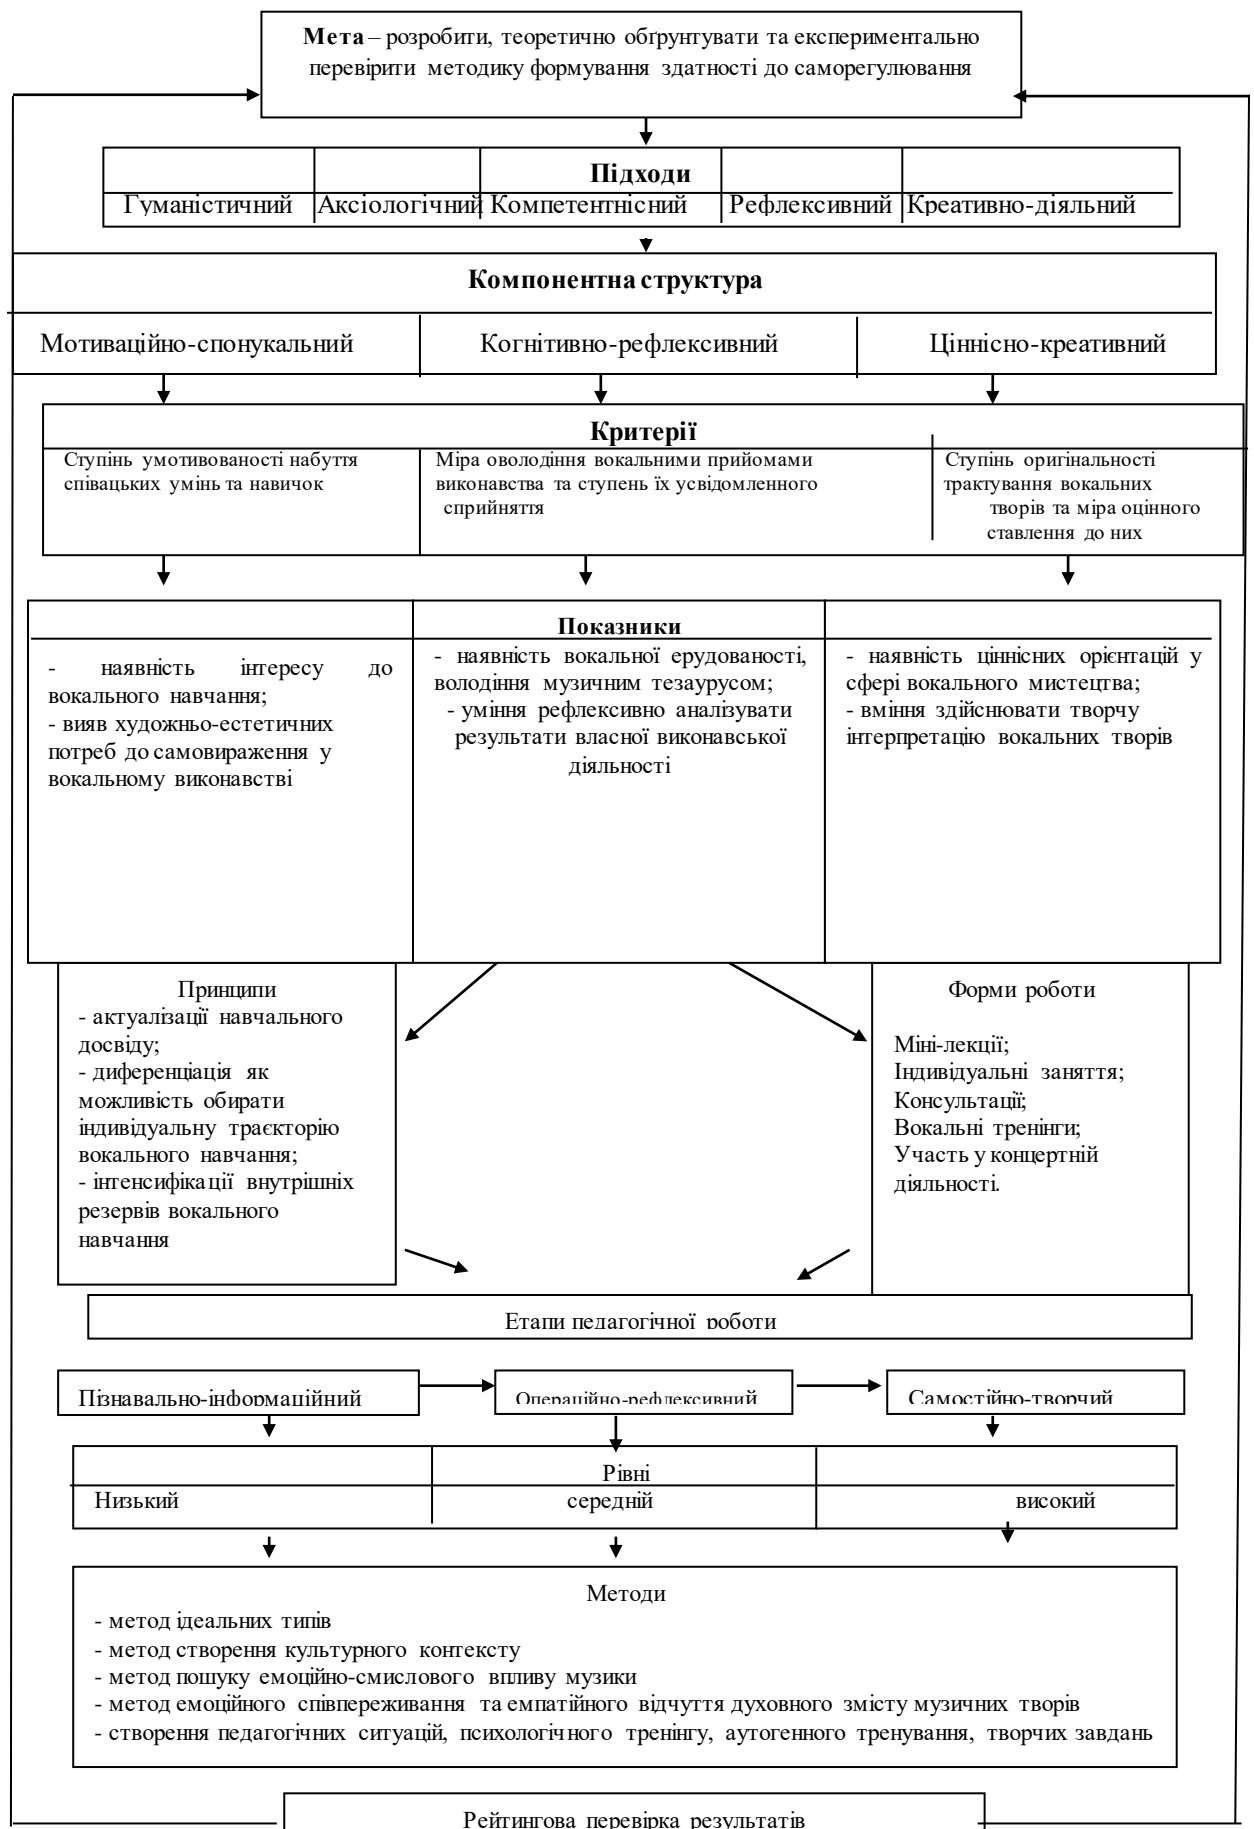 Мета – розробити, теоретично обґрунтувати та експериментально
перевірити методику формування здатності до саморегулювання
Підходи
Гуманістичний Аксіологічний Компетентнісний Рефлексивний Креативно-діяльний
Компонентна структура
Мотиваційно-спонукальний Когнітивно-рефлексивний Ціннісно-креативний
Критерії
Ступінь умотивованості набуття
співацьких умінь та навичок
Міра оволодіння вокальними прийомами
виконавства та ступень їх усвідомленного
сприйняття
Ступінь оригінальності
трактування вокальних
творів та міра оцінного
ставлення до них
Показники
- наявність інтересу до
вокального навчання;
- вияв художньо-естетичних
потреб до самовираження у
вокальному виконавстві
- наявність вокальної ерудованості,
володіння музичним тезаурусом;
- уміння рефлексивно аналізувати
результати власної виконавської
діяльності
- наявність ціннісних орієнтацій у
сфері вокального мистецтва;
- вміння здійснювати творчу
інтерпретацію вокальних творів
Принципи
- актуалізації навчального
досвіду;
- диференціація як
можливість обирати
індивідуальну траєкторію
вокального навчання;
- інтенсифікації внутрішніх
резервів вокального
навчання
Форми роботи
Міні-лекції;
Індивідуальні заняття;
Консультації;
Вокальні тренінги;
Участь у концертній
діяльності.
Етапи педагогічної роботи
Пізнавально-інформаційний Операційно-рефлексивний Самостійно-творчий
Рівні
Низький середній високий
Методи
- метод ідеальних типів
- метод створення культурного контексту
- метод пошуку емоційно-смислового впливу музики
- метод емоційного співпереживання та емпатійного відчуття духовного змісту музичних творів
- створення педагогічних ситуацій, психологічного тренінгу, аутогенного тренування, творчих завдань
Рейтингова перевірка результатів